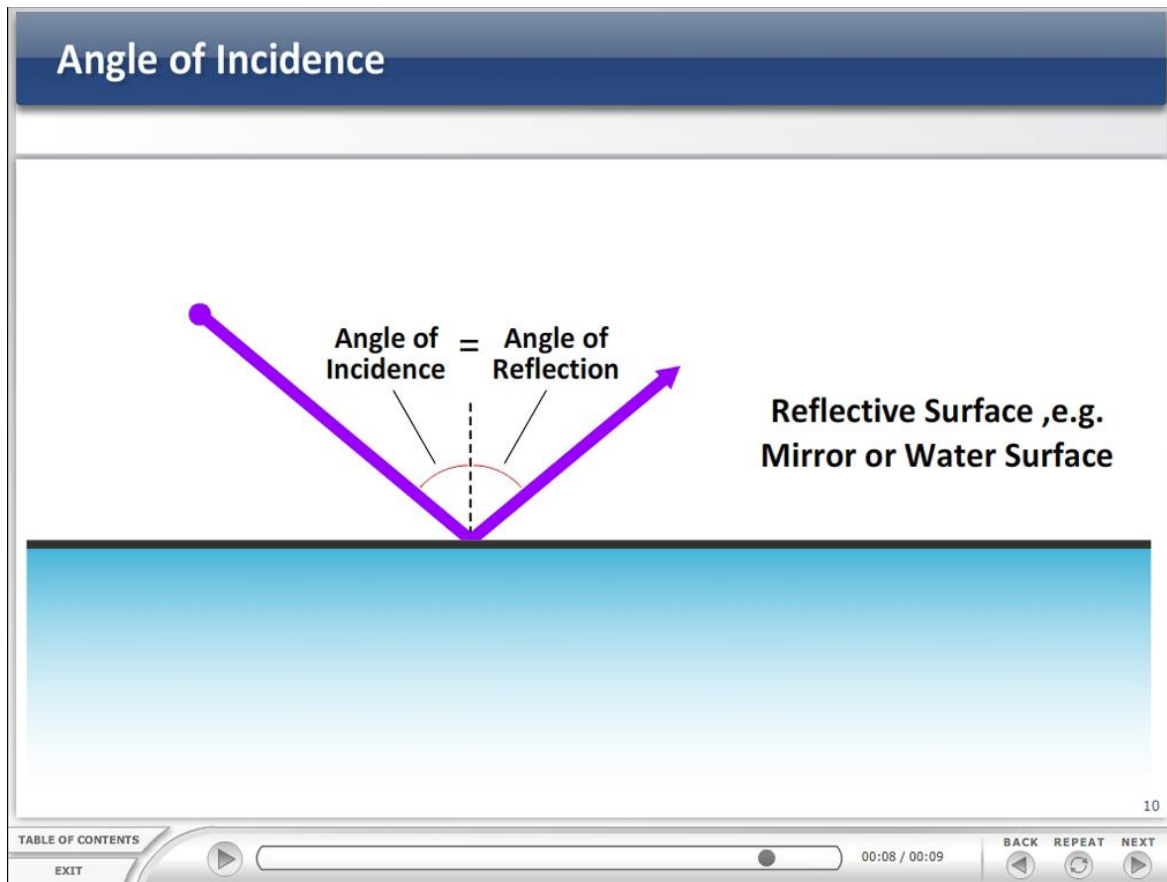 Angle of Incidence
Angle of
Incidence
=
Angle of
Reflection
Reflective Surface ,e.g.
Mirror or Water Surface
10
TABLE OF CONTENTS
EXIT
00:08 / 00:09
BACK REPEAT NEXT